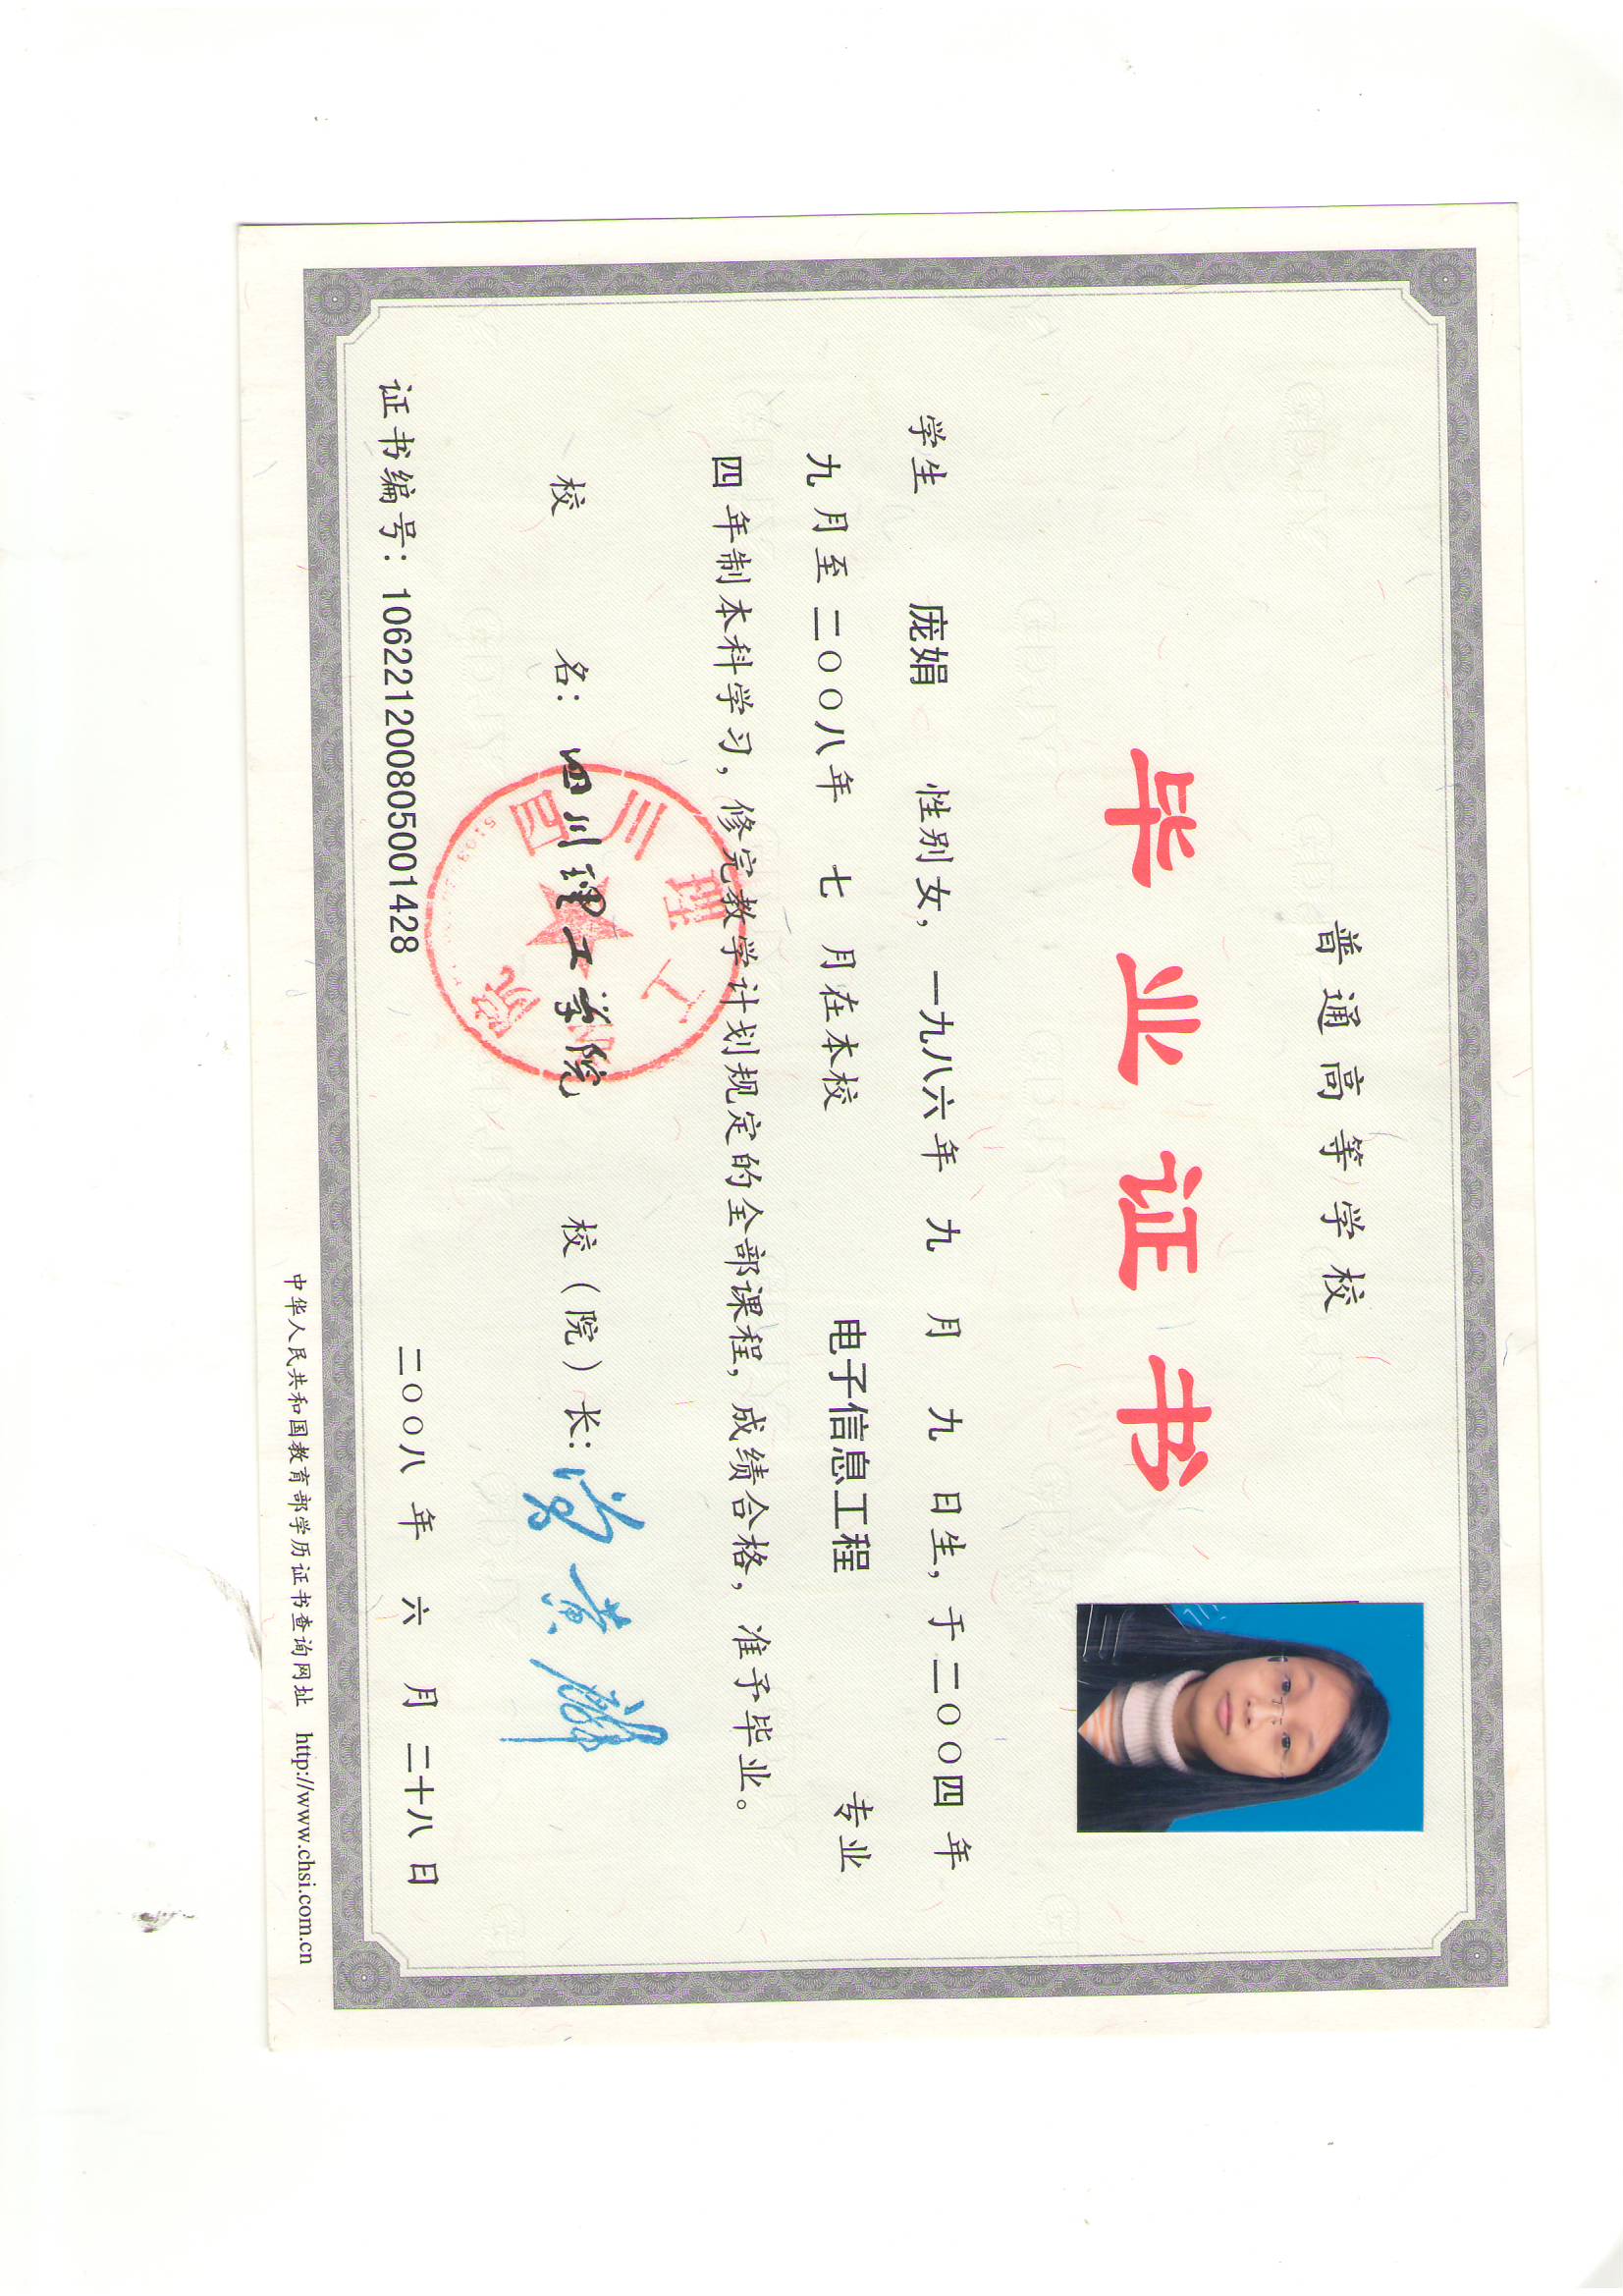 普通高等学校
毕业证书
学生 庞娟 性别女，一九八六年 九 月 九 日生，于二〇〇四 年
九 月至 二〇〇八年 七 月在本校 电子信息工程 专业
四 年制本科学习，修完教学计划规定的全部课程，成绩合格，准予毕业。
校 名：四川理工学院 校（院）长：
四川理工学院
证书编号：106221200805001428 二〇〇八 年 六 月 二十八 日
中华人民共和国教育部学历证书查询网址 http://www.chsi.com.cn